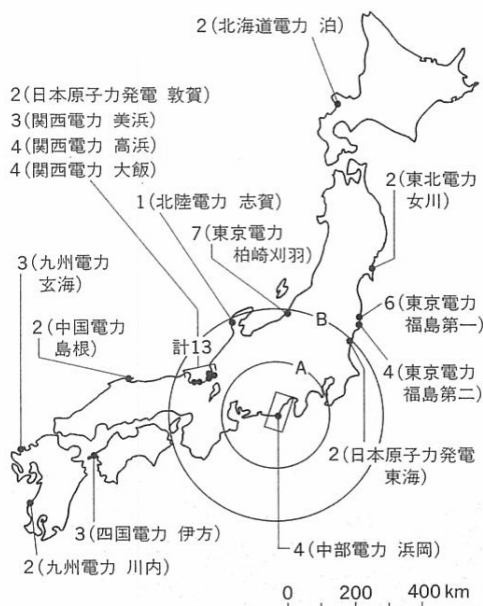 2(北海道電力 泊)
2(日本原子力発電 敦賀)
3(関西電力 美浜)
4(関西電力 高浜)
4(関西電力 大飯)
1(北陸電力 志賀)
7(東京電力
柏崎刈羽)
2(東北電力
女川)
3(九州電力
玄海)
2(中国電力
島根)
計13
B
A
6(東京電力
福島第一)
4(東京電力
福島第二)
2(日本原子力発電
東海)
3(四国電力 伊方)
2(九州電力 川内)
4(中部電力 浜岡)
0 200 400 km